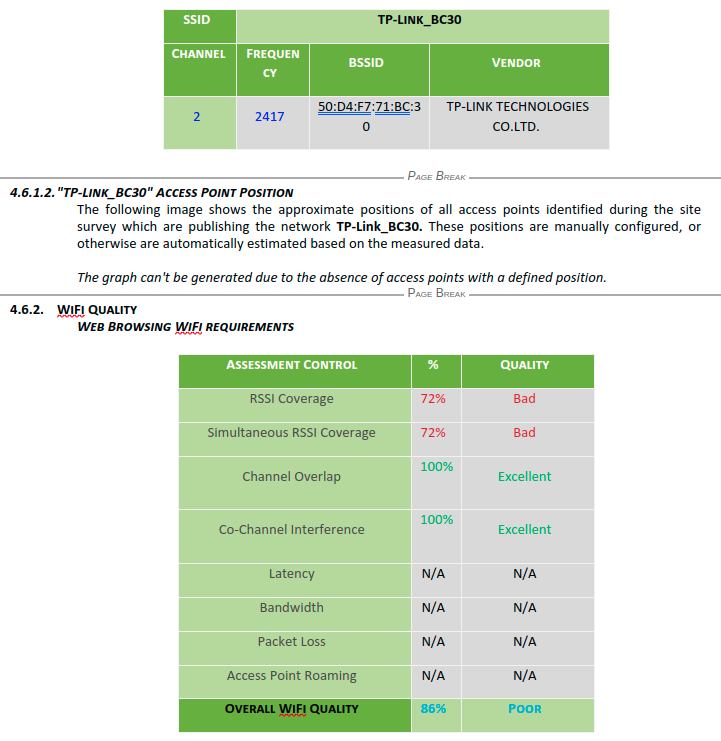 SSID TP-LINK_BC30
CHANNEL FREQUEN
CY BSSID VENDOR
2 2417 50:D4:F7:71:BC:3
0 TP-LINK TECHNOLOGIES
CO.LTD.
PAGE BREAK
4.6.1.2. "TP-LINK_BC30" ACCESS POINT POSITION
The following image shows the approximate positions of all access points identified during the site
survey which are publishing the network TP-Link_BC30. These positions are manually configured, or
otherwise are automatically estimated based on the measured data.
The graph can't be generated due to the absence of access points with a defined position.
PAGE BREAK
4.6.2. WIFI QUALITY
WEB BROWSING WIFI REQUIREMENTS
ASSESSMENT CONTROL % QUALITY
RSSI Coverage 72% Bad
Simultaneous RSSI Coverage 72% Bad
Channel Overlap 100% Excellent
Co-Channel Interference 100% Excellent
Latency N/A N/A
Bandwidth N/A N/A
Packet Loss N/A N/A
Access Point Roaming N/A N/A
OVERALL WIFI QUALITY 86% POOR